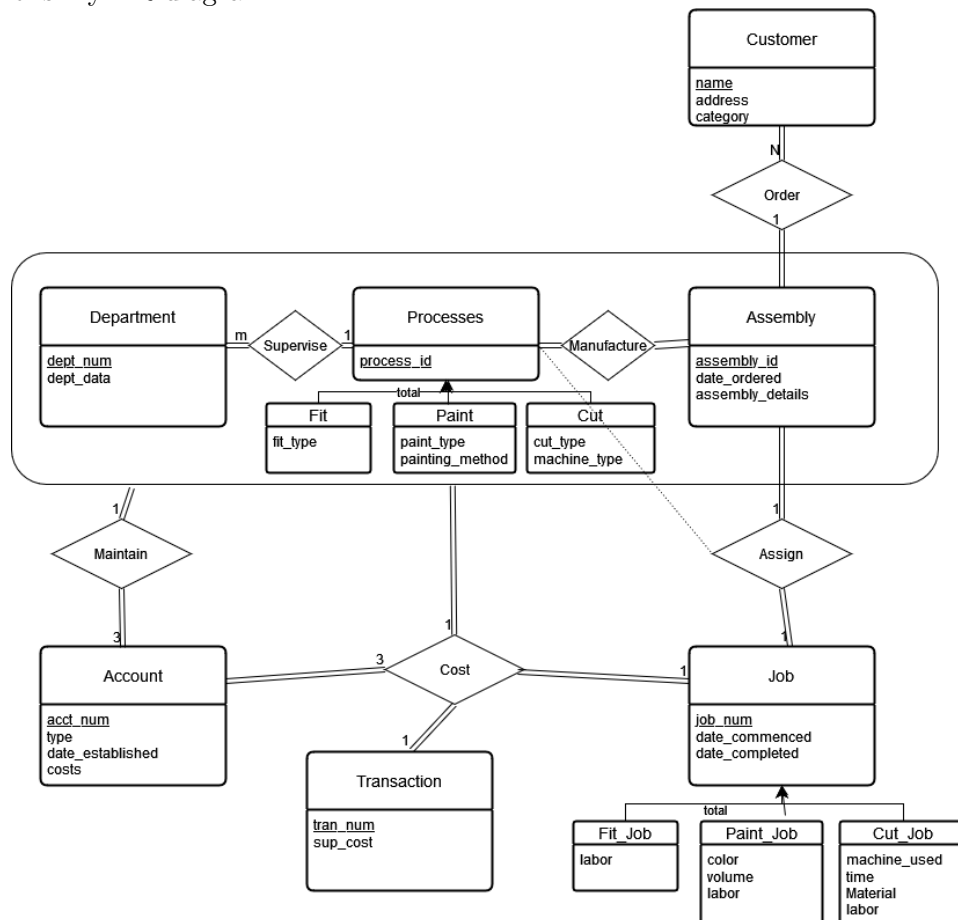 Customer
name
address
category
N
Order
1
Department
dept_num
dept_data
m
Supervise
1
Processes
process_id
Manufacture
Assembly
assembly_id
date_ordered
assembly_details
total
Fit
fit_type
Paint
paint_type
painting_method
Cut
cut_type
machine_type
1
Maintain
3
1
1
Assign
1
Account
acct_num
type
date_established
costs
3
Cost
1
1
Job
job_num
date_commenced
date_completed
Transaction
tran_num
sup_cost
total
Fit_Job
labor
Paint_Job
color
volume
labor
Cut_Job
machine_used
time
Material
labor